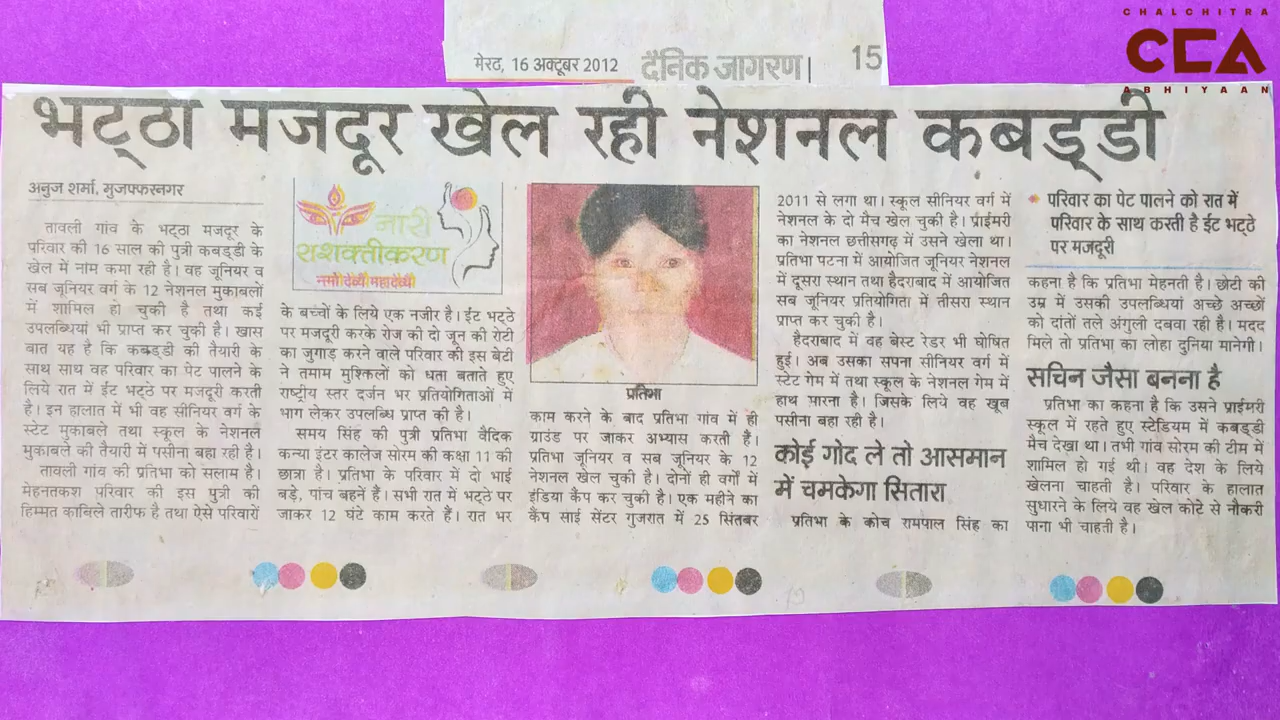 CHALCHITRA
CEA
ABHIYAAN
मेरठ, 16 अक्टूबर 2012 दैनिक जागरण 15
भट्ठा मजदूर खेल रही नेशनल कबड्डी
अनुज शर्मा, मुजफ्फरनगर
तावली गांव के भट्ठा मजदूर के
परिवार की 16 साल की पुत्री कबड्डी के
खेल में नाम कमा रही है। वह जूनियर व
सब जूनियर वर्ग के 12 नेशनल मुकाबलों
में शामिल हो चुकी है तथा कई
उपलब्धियां भी प्राप्त कर चुकी है। खास
बात यह है कि कबड्डी की तैयारी के
साथ साथ वह परिवार का पेट पालने के
लिये रात में ईट भट्ठे पर मजदूरी करती
है। इन हालात में भी वह सीनियर वर्ग के
स्टेट मुकाबले तथा स्कूल के नेशनल
मुकाबले की तैयारी में पसीना बहा रही है।
तावली गांव की प्रतिभा को सलाम है।
मेहनतकश परिवार की इस पुत्री की
हिम्मत काबिले तारीफ है तथा ऐसे परिवारों
नारी
सशक्तीकरण
नमो देव्यै महादेव्यै
के बच्चों के लिये एक नजीर है। ईट भट्ठे
पर मजदूरी करके रोज की दो जून की रोटी
का जुगाड़ करने वाले परिवार की इस बेटी
ने तमाम मुश्किलों को धता बताते हुए
राष्ट्रीय स्तर दर्जन भर प्रतियोगिताओं में
भाग लेकर उपलब्धि प्राप्त की है।
समय सिंह की पुत्री प्रतिभा वैदिक
कन्या इंटर कालेज सोरम की कक्षा 11 की
छात्रा है। प्रतिभा के परिवार में दो भाई
बड़े, पांच बहनें है। सभी रात में भट्ठे पर
जाकर 12 घंटे काम करते हैं। रात भर
प्रतिभा
काम करने के बाद प्रतिभा गांव में ही
ग्राउंड पर जाकर अभ्यास करती हैं।
प्रतिभा जूनियर व सब जूनियर के 12
नेशनल खेल चुकी है। दोनों ही वर्गों में
इंडिया कैंप कर चुकी है। एक महीने का
कैंप साई सेंटर गुजरात में 25 सितंबर
2011 से लगा था। स्कूल सीनियर वर्ग में
नेशनल के दो मैच खेल चुकी है। प्राईमरी
का नेशनल छत्तीसगढ़ में उसने खेला था।
प्रतिभा पटना में आयोजित जूनियर नेशनल
में दूसरा स्थान तथा हैदराबाद में आयोजित
सब जूनियर प्रतियोगिता में तीसरा स्थान
प्राप्त कर चुकी है।
हैदराबाद में वह बेस्ट रेडर भी घोषित
हुई। अब उसका सपना सीनियर वर्ग में
स्टेट गेम में तथा स्कूल के नेशनल गेम में
हाथ मारना है। जिसके लिये वह खूब
पसीना बहा रही है।
कोई गोद ले तो आसमान
में चमकेगा सितारा
प्रतिभा के कोच रामपाल सिंह का
परिवार का पेट पालने को रात में
परिवार के साथ करती है ईट भट्ठे
पर मजदूरी
कहना है कि प्रतिभा मेहनती है। छोटी की
उम्र में उसकी उपलब्धियां अच्छे अच्छों
को दांतों तले अंगुली दबवा रही है। मदद
मिले तो प्रतिभा का लोहा दुनिया मानेगी।
सचिन जैसा बनना है
प्रतिभा का कहना है कि उसने प्राईमरी
स्कूल में रहते हुए स्टेडियम में कबड्डी
मैच देखा था। तभी गांव सोरम की टीम में
शामिल हो गई थी। वह देश के लिये
खेलना चाहती है। परिवार के हालात
सुधारने के लिये वह खेल कोटे से नौकरी
पाना भी चाहती है।